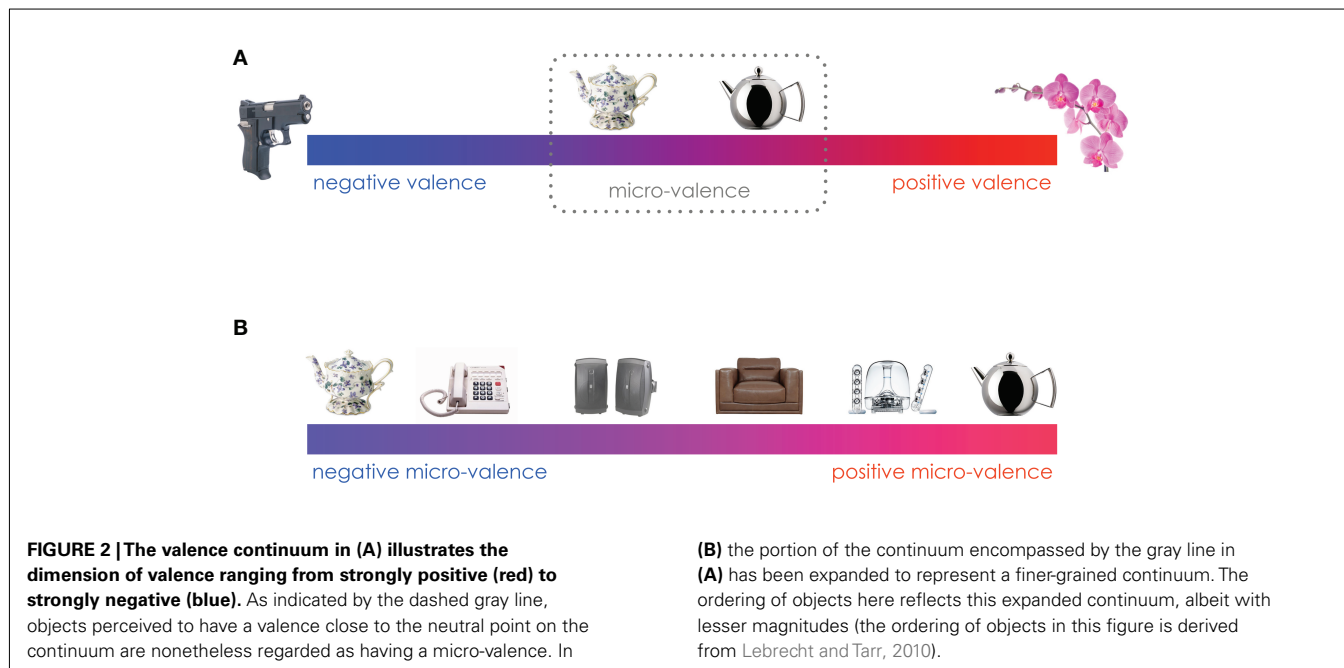 A
negative valence
micro-valence
positive valence
B
negative micro-valence
positive micro-valence
FIGURE 2 | The valence continuum in (A) illustrates the
dimension of valence ranging from strongly positive (red) to
strongly negative (blue). As indicated by the dashed gray line,
objects perceived to have a valence close to the neutral point on the
continuum are nonetheless regarded as having a micro-valence. In
(B) the portion of the continuum encompassed by the gray line in
(A) has been expanded to represent a finer-grained continuum. The
ordering of objects here reflects this expanded continuum, albeit with
lesser magnitudes (the ordering of objects in this figure is derived
from Lebrecht and Tarr, 2010).